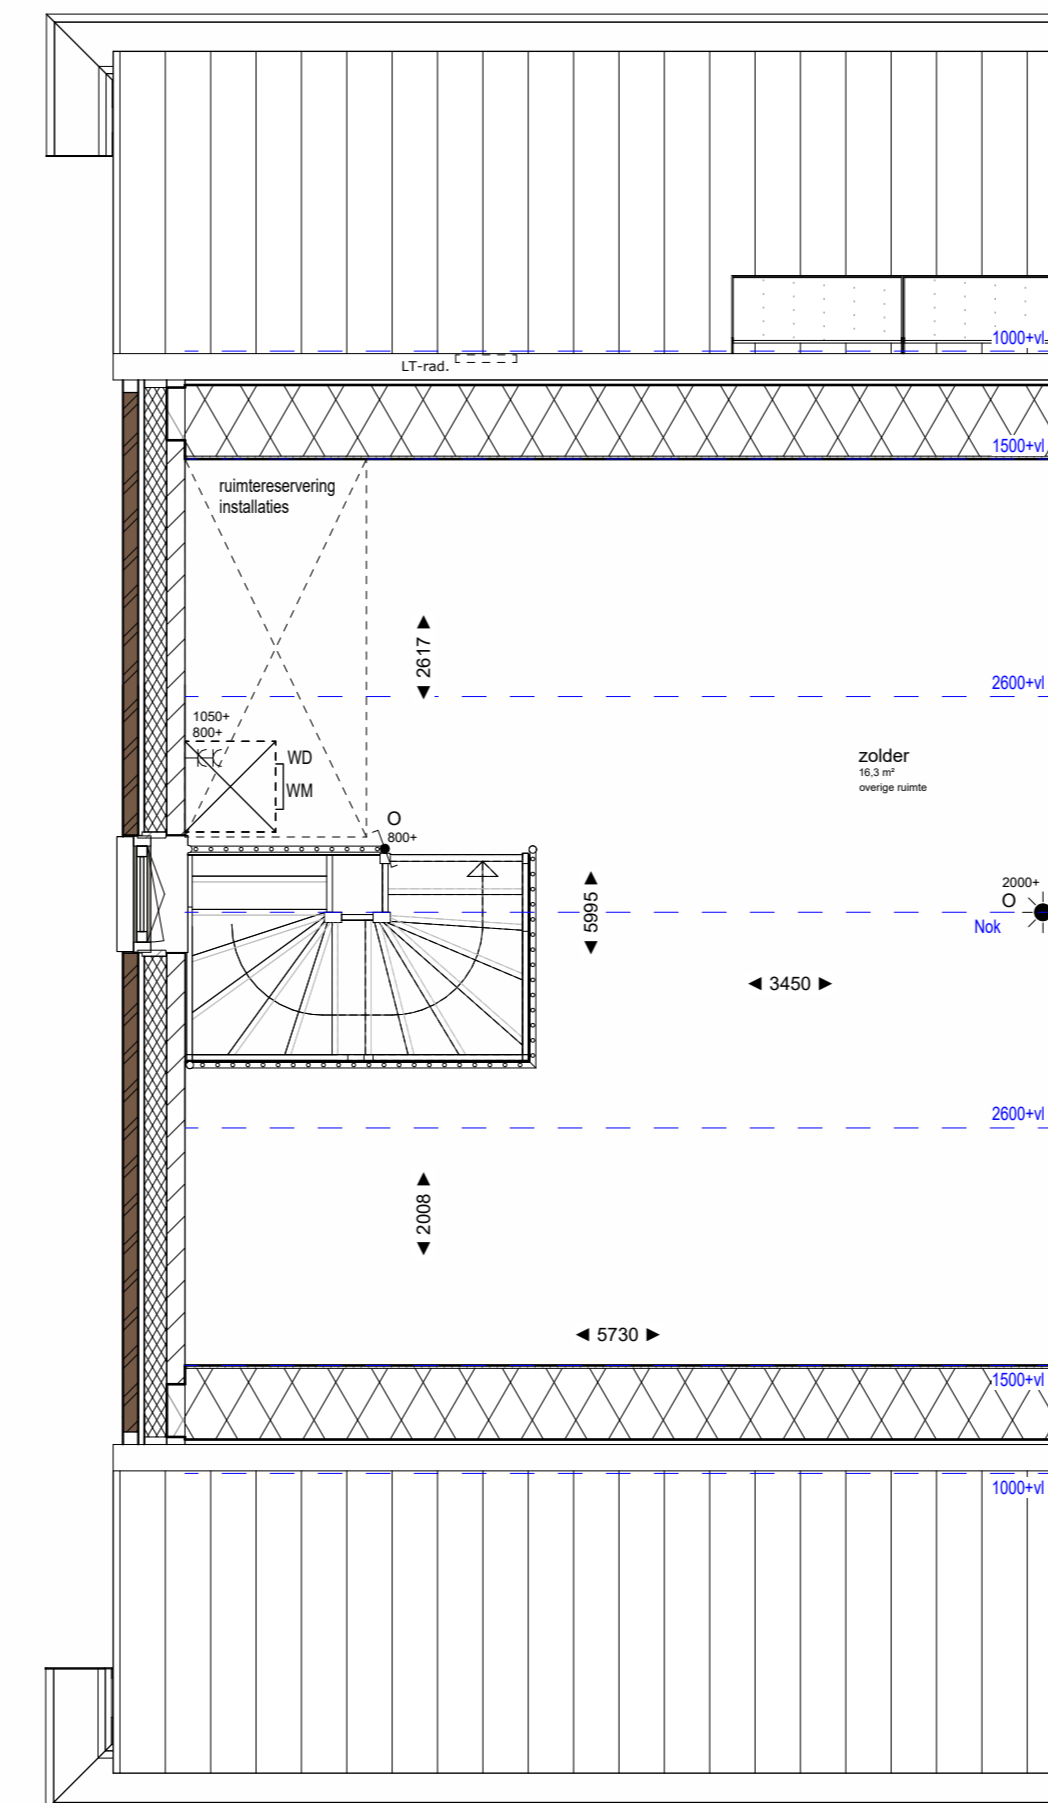 1000+vl
LT-rad.
1500+vl
ruimtereservering
installaties
2617
2600+vl
1050+
800+
WD
WM
zolder
16,3 m²
overige ruimte
O
800+
5995
2000+
O
Nok
3450
2600+vl
2008
5730
1500+vl
1000+vl